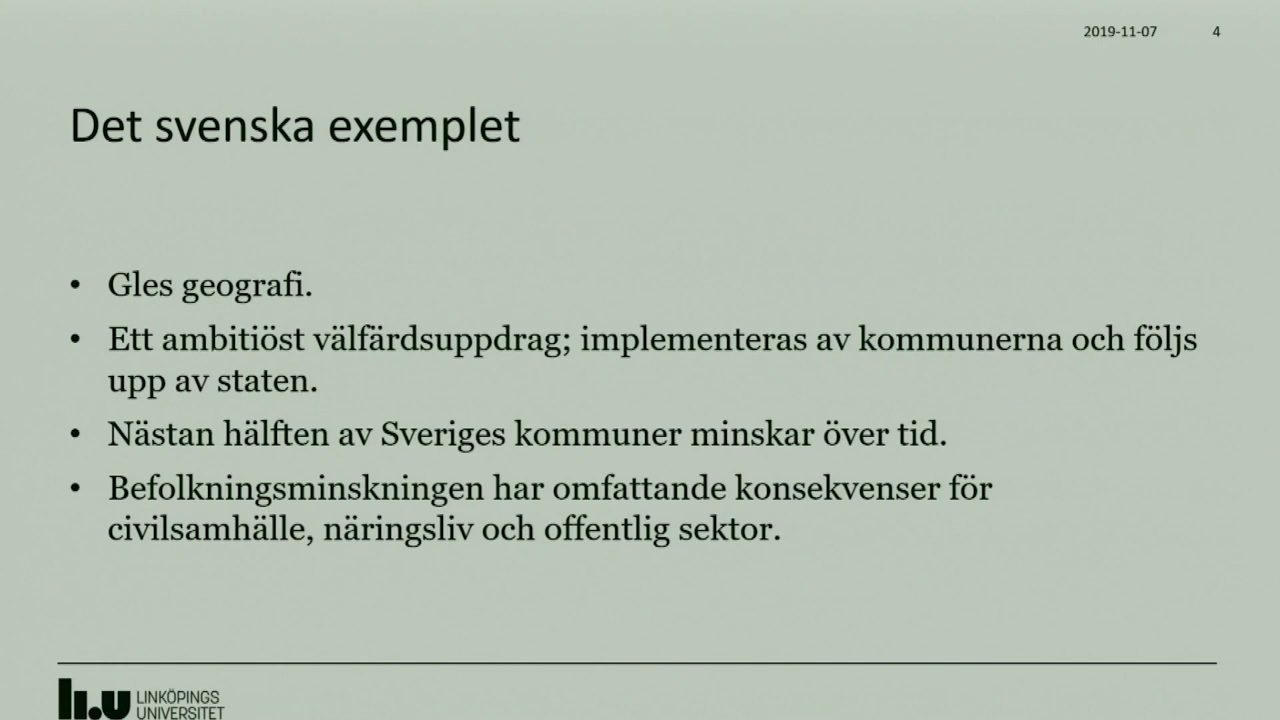 2019-11-07 4
Det svenska exemplet
• Gles geografi.
• Ett ambitiöst välfärdsuppdrag; implementeras av kommunerna och följs
upp av staten.
• Nästan hälften av Sveriges kommuner minskar över tid.
• Befolkningsminskningen har omfattande konsekvenser för
civilsamhälle, näringsliv och offentlig sektor.
li.u LINKÖPINGS
UNIVERSITET